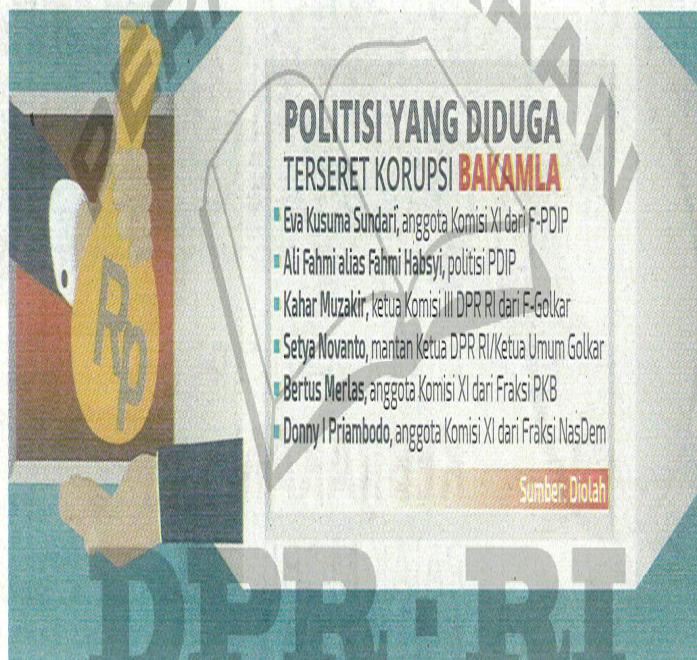 PERPUSTAKAAN
POLITISI YANG DIDUGA
TERSERET KORUPSI BAKAMLA
Eva Kusuma Sundari, anggota Komisi XI dari F-PDIP
Ali Fahmi alias Fahmi Habsyi, politisi PDIP
Kahar Muzakir, ketua Komisi III DPR RI dari F-Golkar
Setya Novanto, mantan Ketua DPR RI/Ketua Umum Golkar
Bertus Merlas, anggota Komisi XI dari Fraksi PKB
Donny I Priambodo, anggota Komisi XI dari Fraksi NasDem
Rp
Sumber: Diolah
DPR-RI